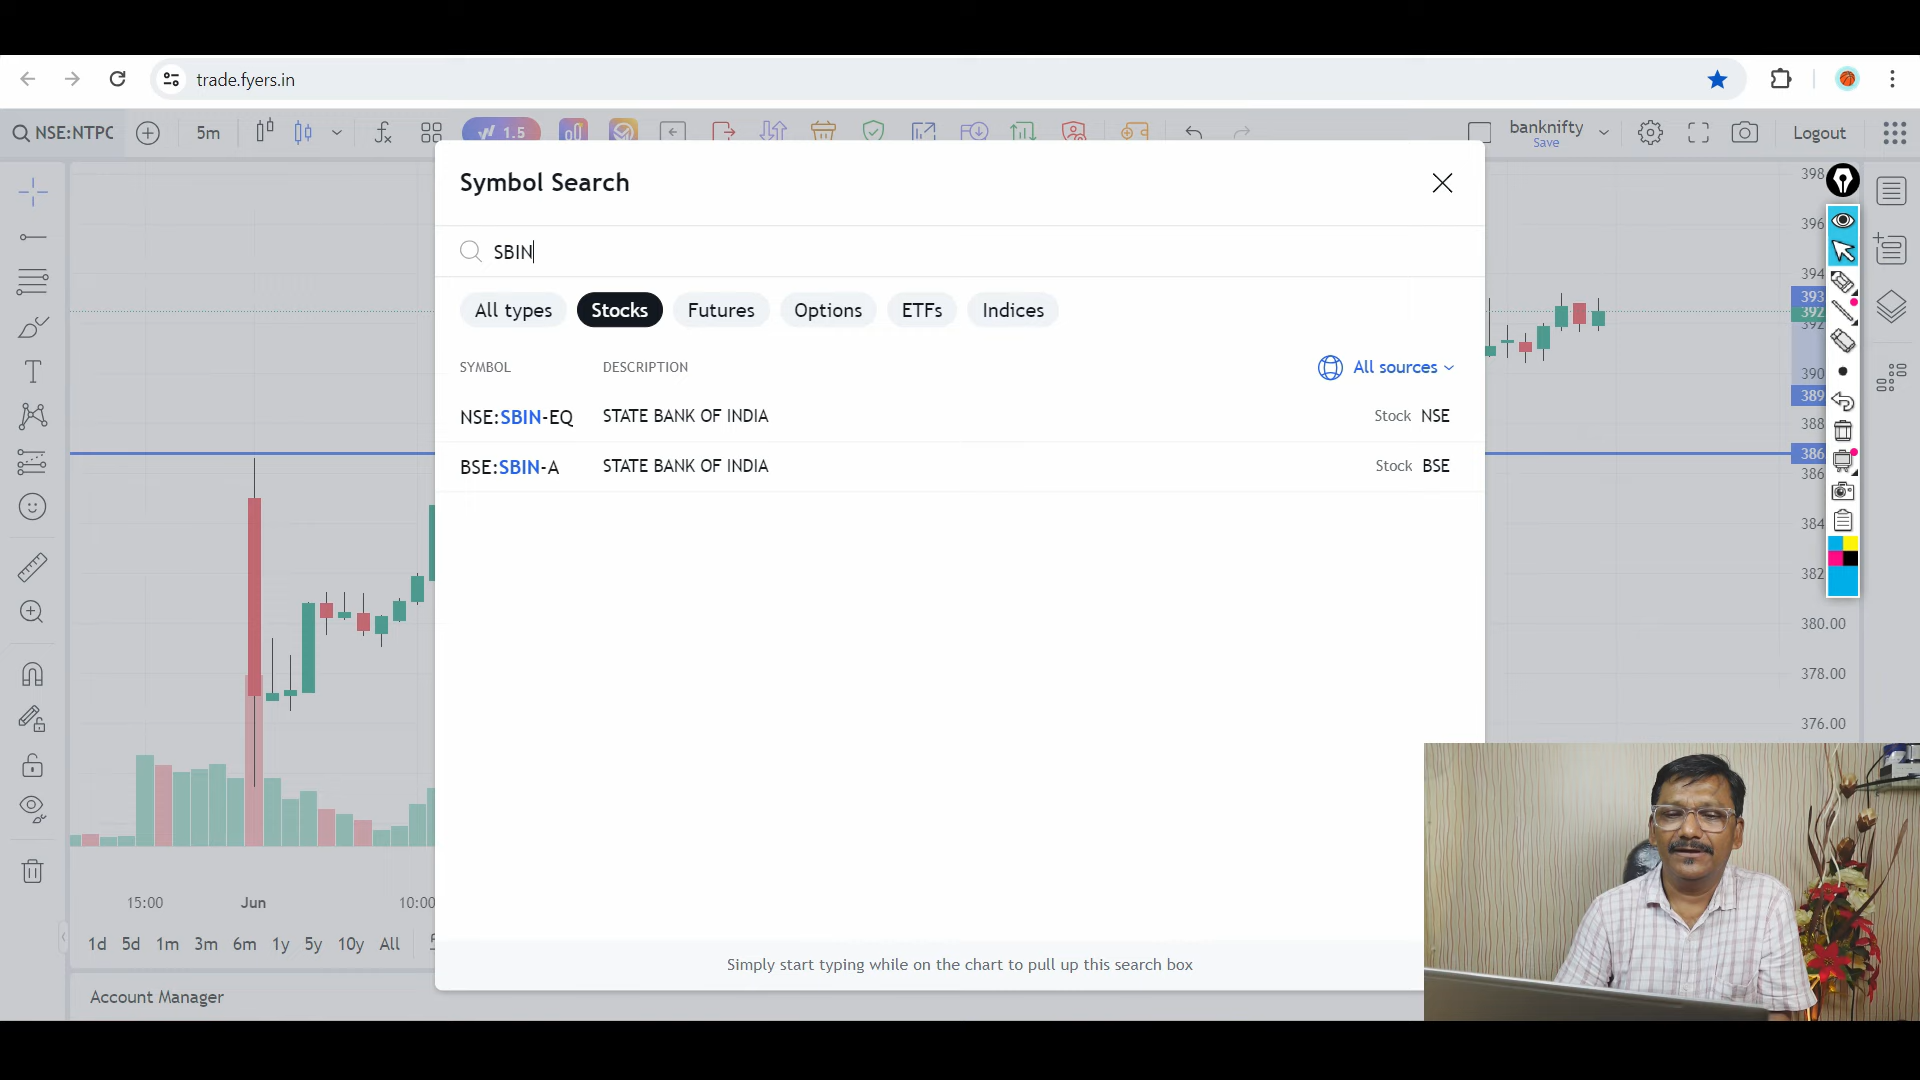 trade.fyers.in
NSE:NTPC
5m
1.5
banknifty
Save
Logout
Symbol Search
SBIN
All types
Stocks
Futures
Options
ETFs
Indices
SYMBOL
DESCRIPTION
All sources
NSE:SBIN-EQ
STATE BANK OF INDIA
Stock NSE
BSE:SBIN-A
STATE BANK OF INDIA
Stock BSE
Simply start typing while on the chart to pull up this search box
398
396
394
393
392
392
390
389
388
386
386
384
382
380.00
378.00
376.00
15:00
Jun
10:00
1d 5d 1m 3m 6m 1y 5y 10y All
Account Manager